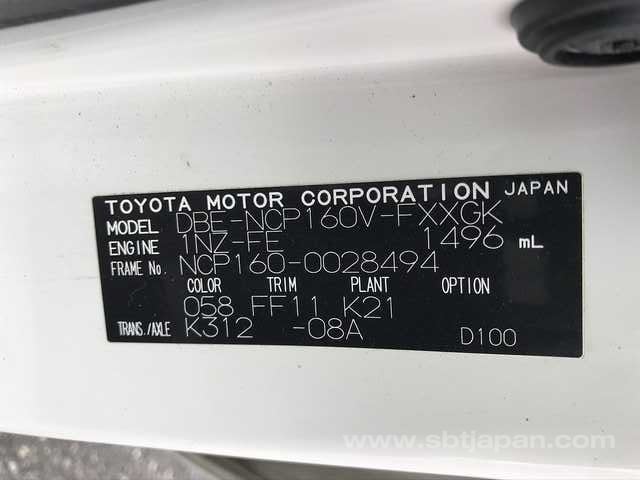 TOYOTA MOTOR CORPORATION JAPAN
MODEL DBE-NCP160V-FXXGK
ENGINE 1NZ-FE 1496 mL
FRAME No. NCP160-0028494
COLOR TRIM PLANT OPTION
058 FF11 K21
TRANS./AXLE K312 -08A D100
www.sbtjapan.com